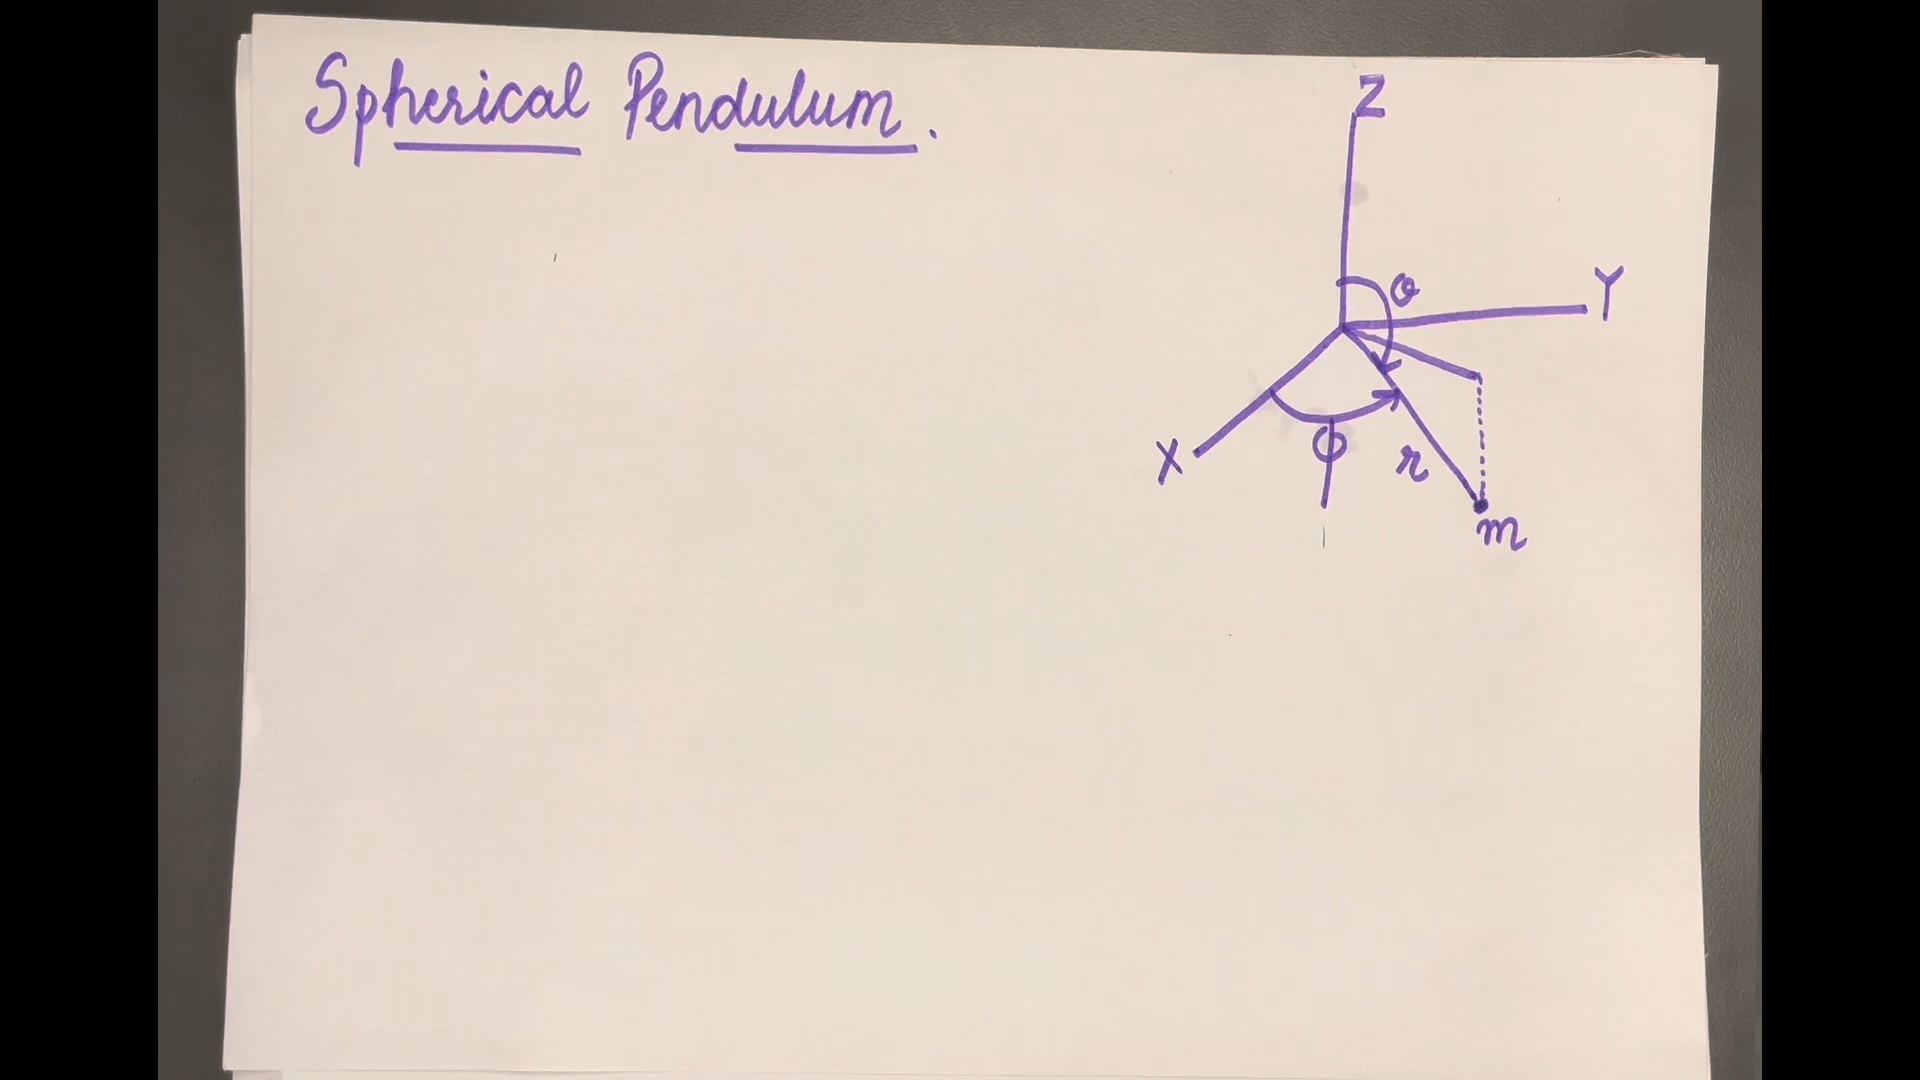 Spherical Pendulum.
Z
θ
Y
X
φ
r
m